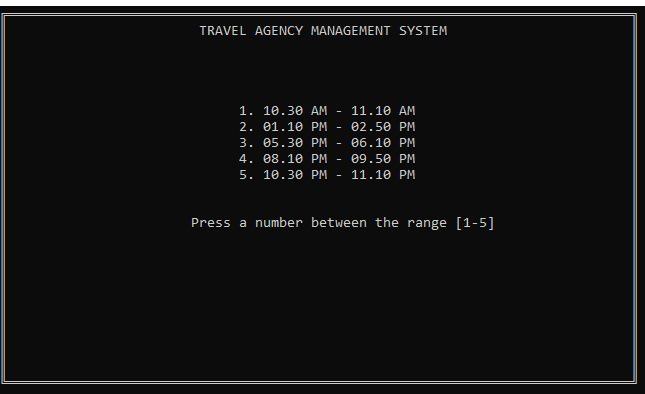 TRAVEL AGENCY MANAGEMENT SYSTEM
1. 10.30 AM - 11.10 AM
2. 01.10 PM - 02.50 PM
3. 05.30 PM - 06.10 PM
4. 08.10 PM - 09.50 PM
5. 10.30 PM - 11.10 PM
Press a number between the range [1-5]